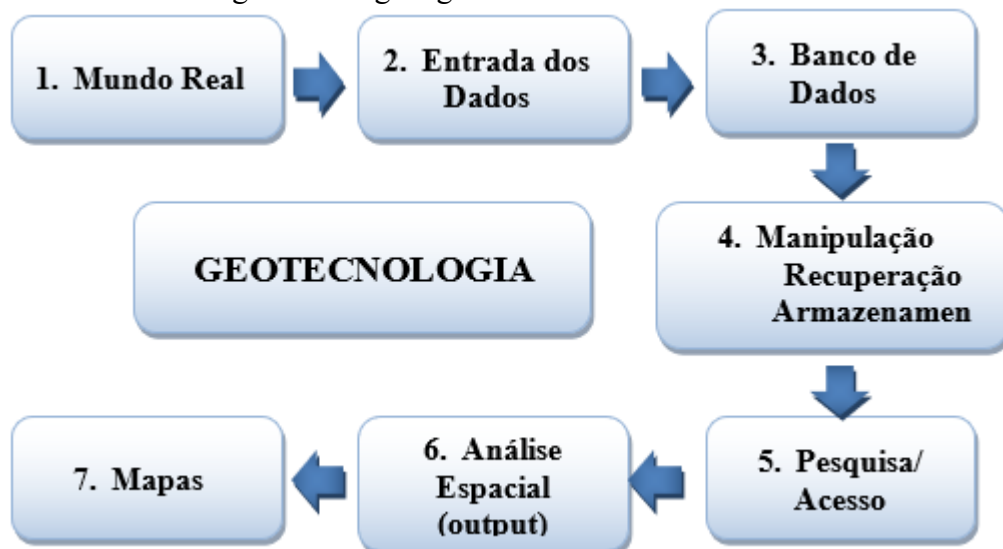 1. Mundo Real
2. Entrada dos
Dados
3. Banco de
Dados
GEOTECNOLOGIA
4. Manipulação
Recuperação
Armazenamen
5. Pesquisa/
Acesso
6. Análise
Espacial
(output)
7. Mapas